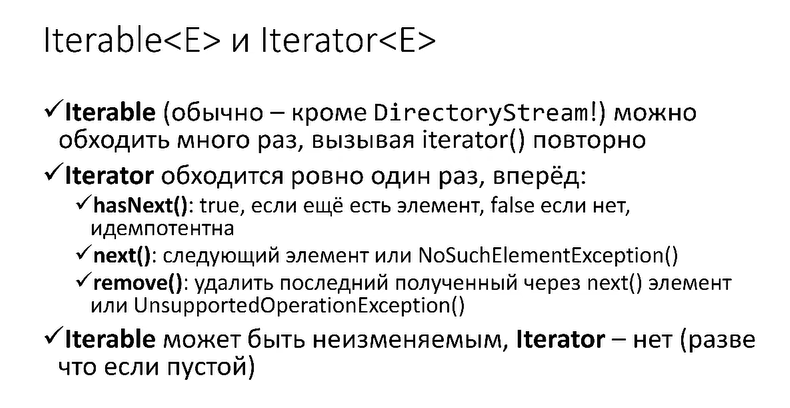 Iterable<E> и Iterator<E>
✓Iterable (обычно – кроме DirectoryStream!) можно
обходить много раз, вызывая iterator() повторно
✓Iterator обходится ровно один раз, вперёд:
✓hasNext(): true, если ещё есть элемент, false если нет,
идемпотентна
✓next(): следующий элемент или NoSuchElementException()
✓remove(): удалить последний полученный через next() элемент
или UnsupportedOperationException()
✓Iterable может быть неизменяемым, Iterator – нет (разве
что если пустой)